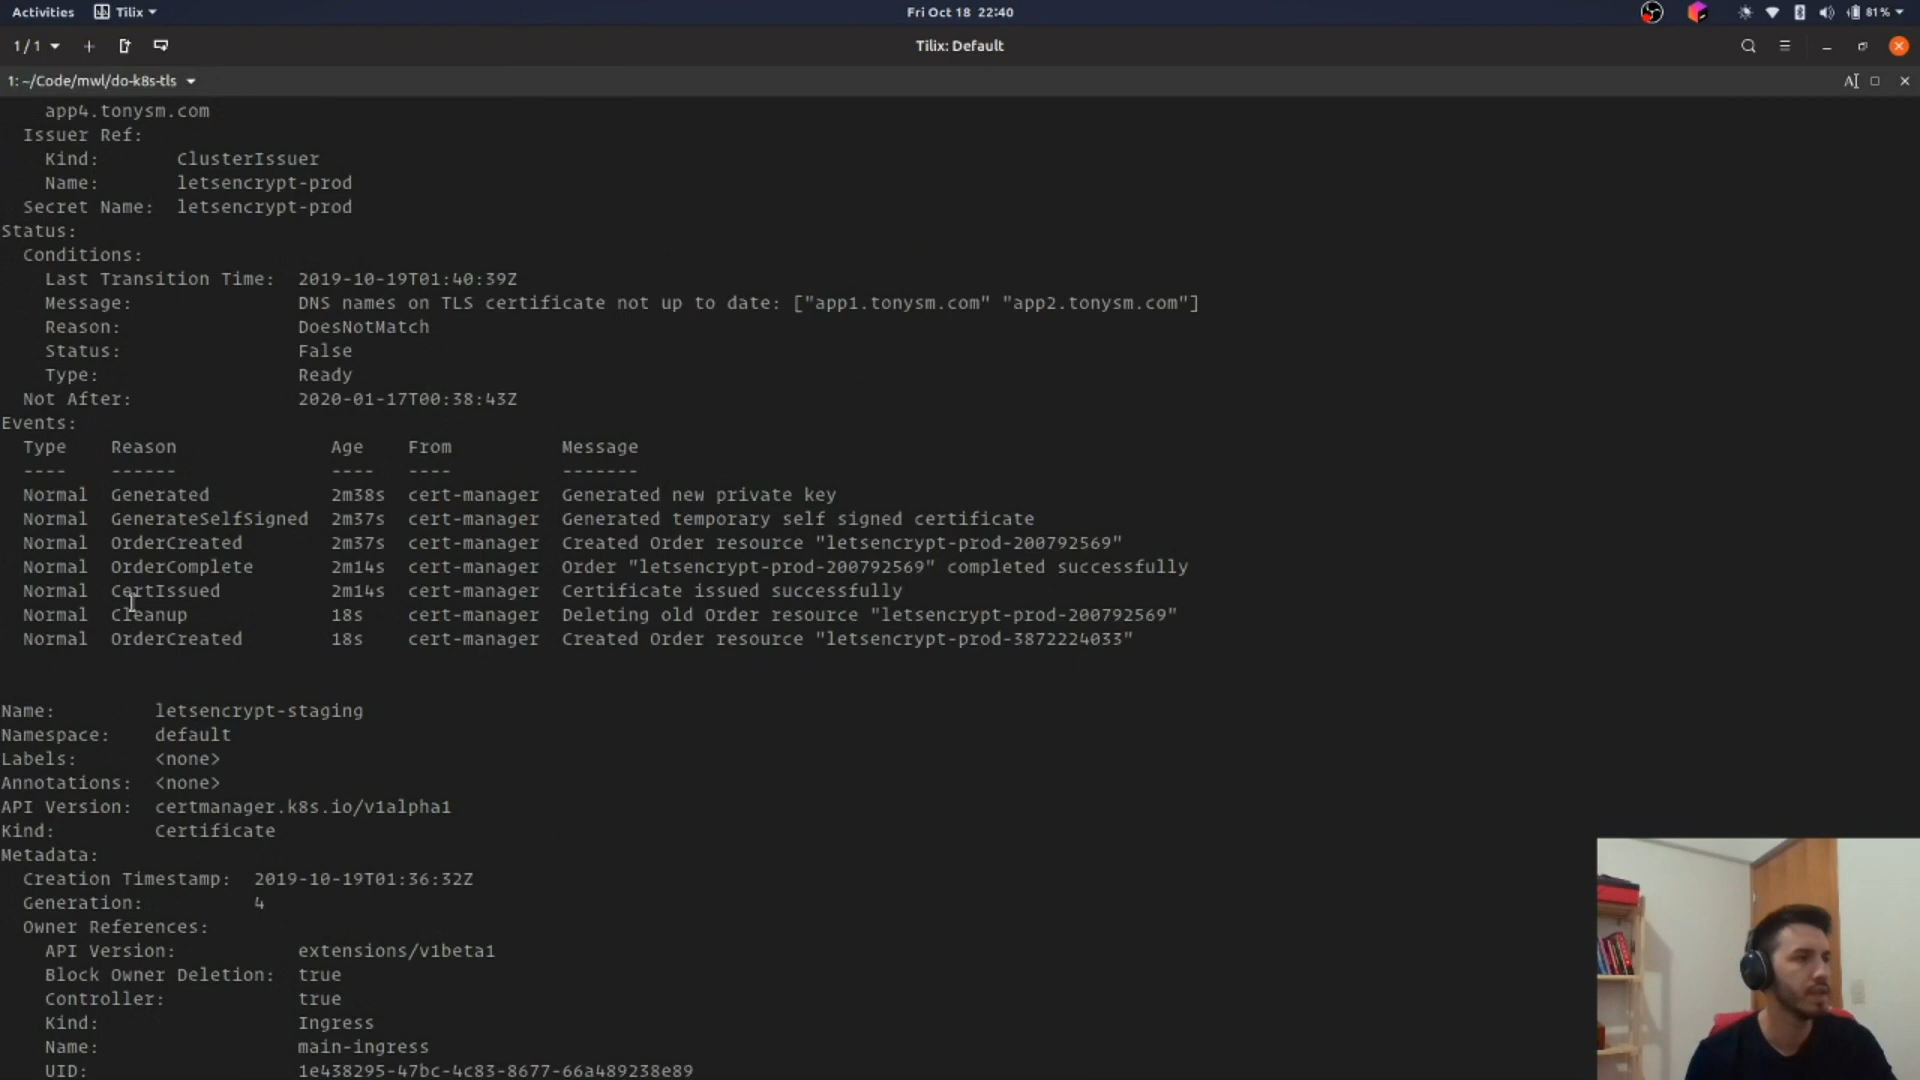 Activities Tilix Fri Oct 18 22:40 81%
1 / 1 Tilix: Default
1: ~/Code/mwl/do-k8s-tls
app4.tonysm.com
Issuer Ref:
Kind: ClusterIssuer
Name: letsencrypt-prod
Secret Name: letsencrypt-prod
Status:
Conditions:
Last Transition Time: 2019-10-19T01:40:39Z
Message: DNS names on TLS certificate not up to date: ["app1.tonysm.com" "app2.tonysm.com"]
Reason: DoesNotMatch
Status: False
Type: Ready
Not After: 2020-01-17T00:38:43Z
Events:
Type Reason Age From Message
---- ------ ---- ---- -------
Normal Generated 2m38s cert-manager Generated new private key
Normal GenerateSelfSigned 2m37s cert-manager Generated temporary self signed certificate
Normal OrderCreated 2m37s cert-manager Created Order resource "letsencrypt-prod-200792569"
Normal OrderComplete 2m14s cert-manager Order "letsencrypt-prod-200792569" completed successfully
Normal CertIssued 2m14s cert-manager Certificate issued successfully
Normal Cleanup 18s cert-manager Deleting old Order resource "letsencrypt-prod-200792569"
Normal OrderCreated 18s cert-manager Created Order resource "letsencrypt-prod-3872224033"
Name: letsencrypt-staging
Namespace: default
Labels: <none>
Annotations: <none>
API Version: certmanager.k8s.io/v1alpha1
Kind: Certificate
Metadata:
Creation Timestamp: 2019-10-19T01:36:32Z
Generation: 4
Owner References:
API Version: extensions/v1beta1
Block Owner Deletion: true
Controller: true
Kind: Ingress
Name: main-ingress
UID: 1e438295-47bc-4c83-8677-66a489238e89